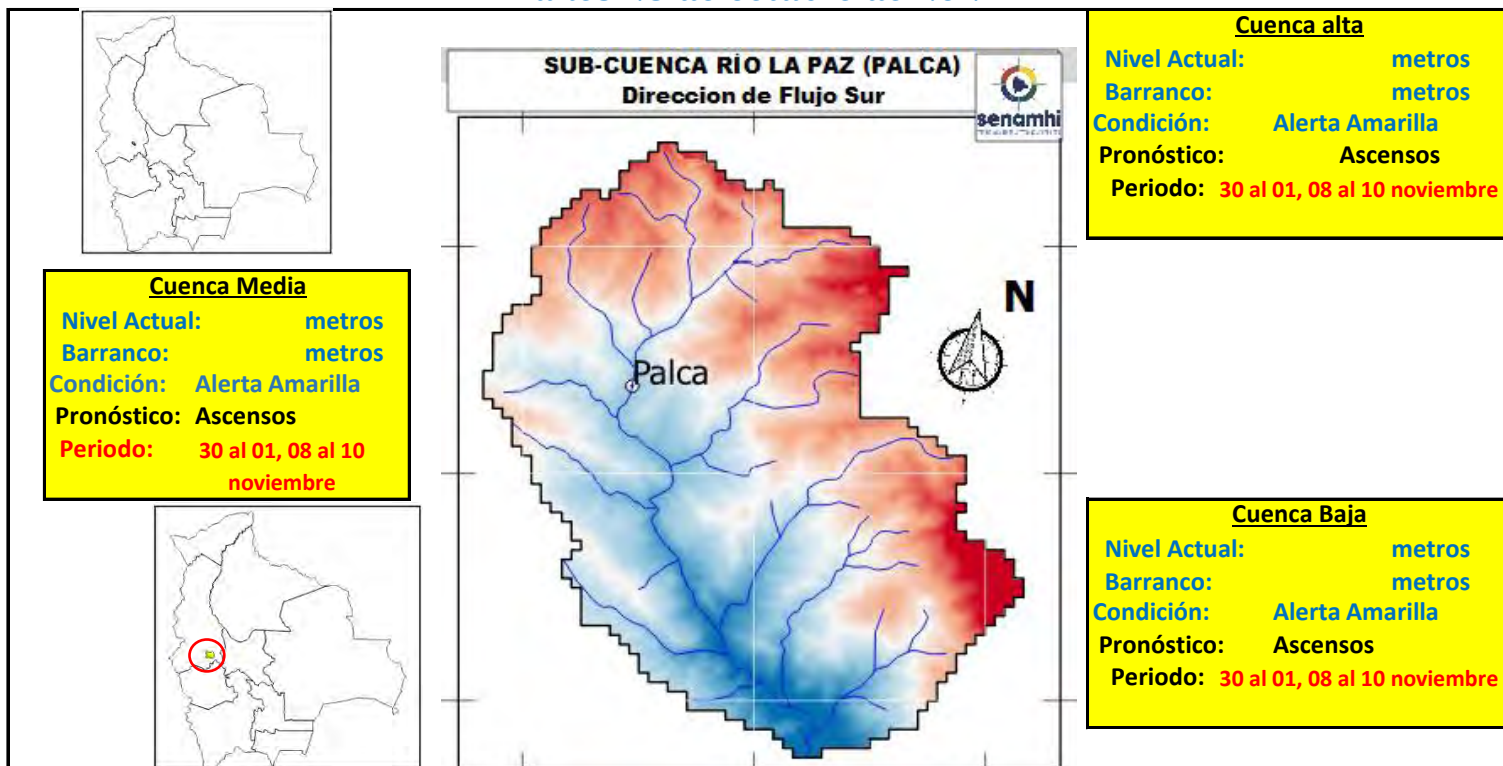 SUB-CUENCA RÍO LA PAZ (PALCA)
Direccion de Flujo Sur
senamhi
Cuenca alta
Nivel Actual: metros
Barranco: metros
Condición: Alerta Amarilla
Pronóstico: Ascensos
Periodo: 30 al 01, 08 al 10 noviembre
Cuenca Media
Nivel Actual: metros
Barranco: metros
Condición: Alerta Amarilla
Pronóstico: Ascensos
Periodo: 30 al 01, 08 al 10
noviembre
Palca
N
Cuenca Baja
Nivel Actual: metros
Barranco: metros
Condición: Alerta Amarilla
Pronóstico: Ascensos
Periodo: 30 al 01, 08 al 10 noviembre